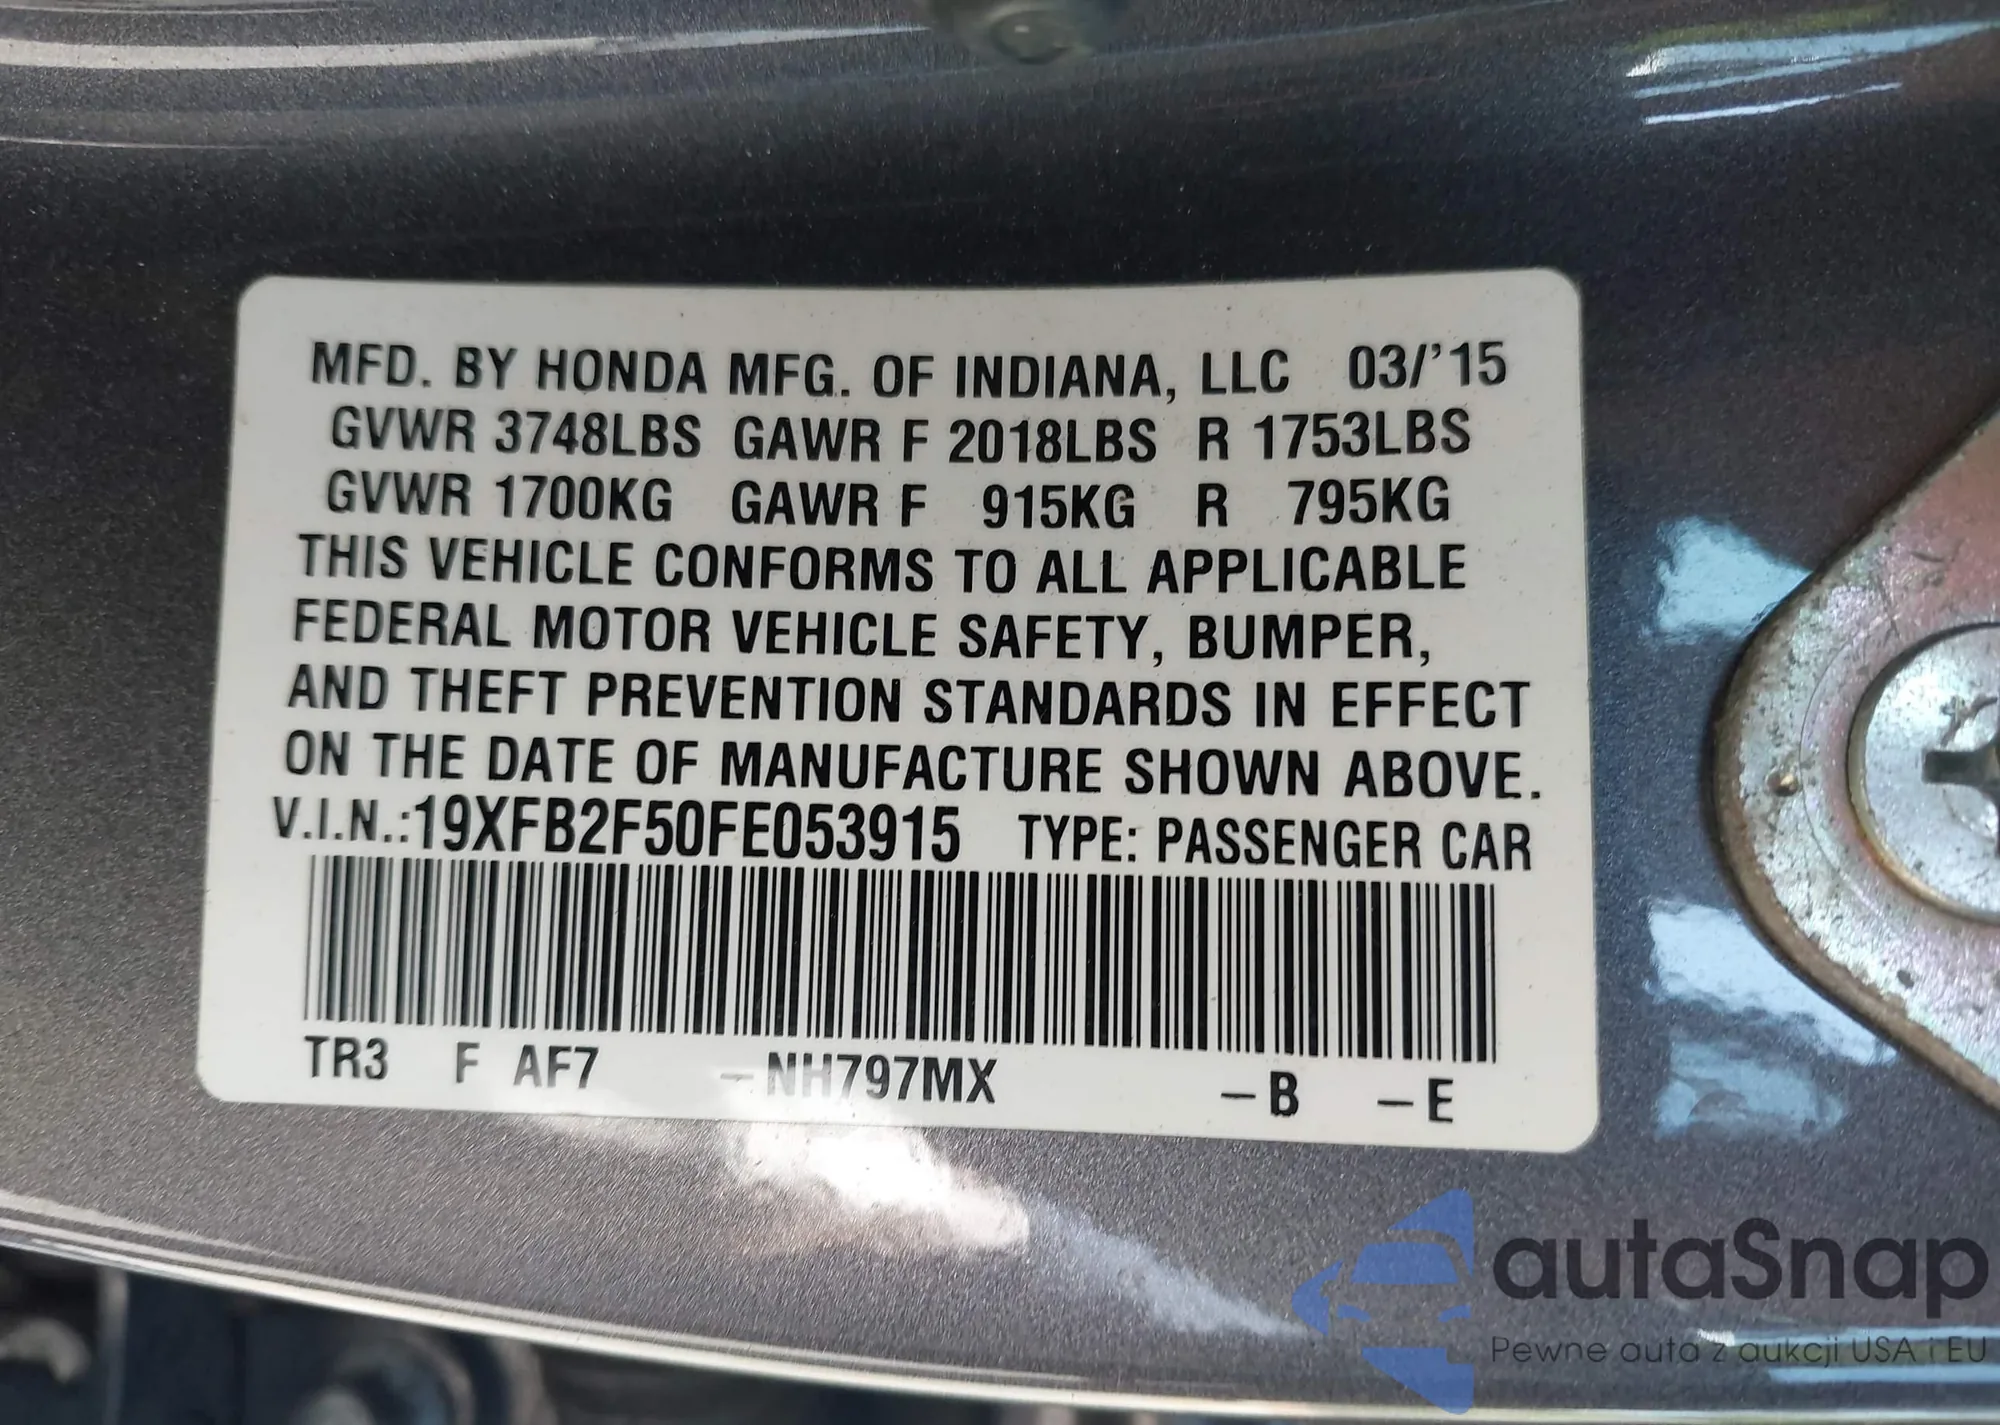 MFD. BY HONDA MFG. OF INDIANA, LLC 03/'15
GVWR 3748LBS GAWR F 2018LBS R 1753LBS
GVWR 1700KG GAWR F 915KG R 795KG
THIS VEHICLE CONFORMS TO ALL APPLICABLE
FEDERAL MOTOR VEHICLE SAFETY, BUMPER,
AND THEFT PREVENTION STANDARDS IN EFFECT
ON THE DATE OF MANUFACTURE SHOWN ABOVE.
V.I.N.:19XFB2F50FE053915 TYPE: PASSENGER CAR
TR3 F AF7 –NH797MX –B –E
autaSnap
Pewne auta z aukcji USA i EU